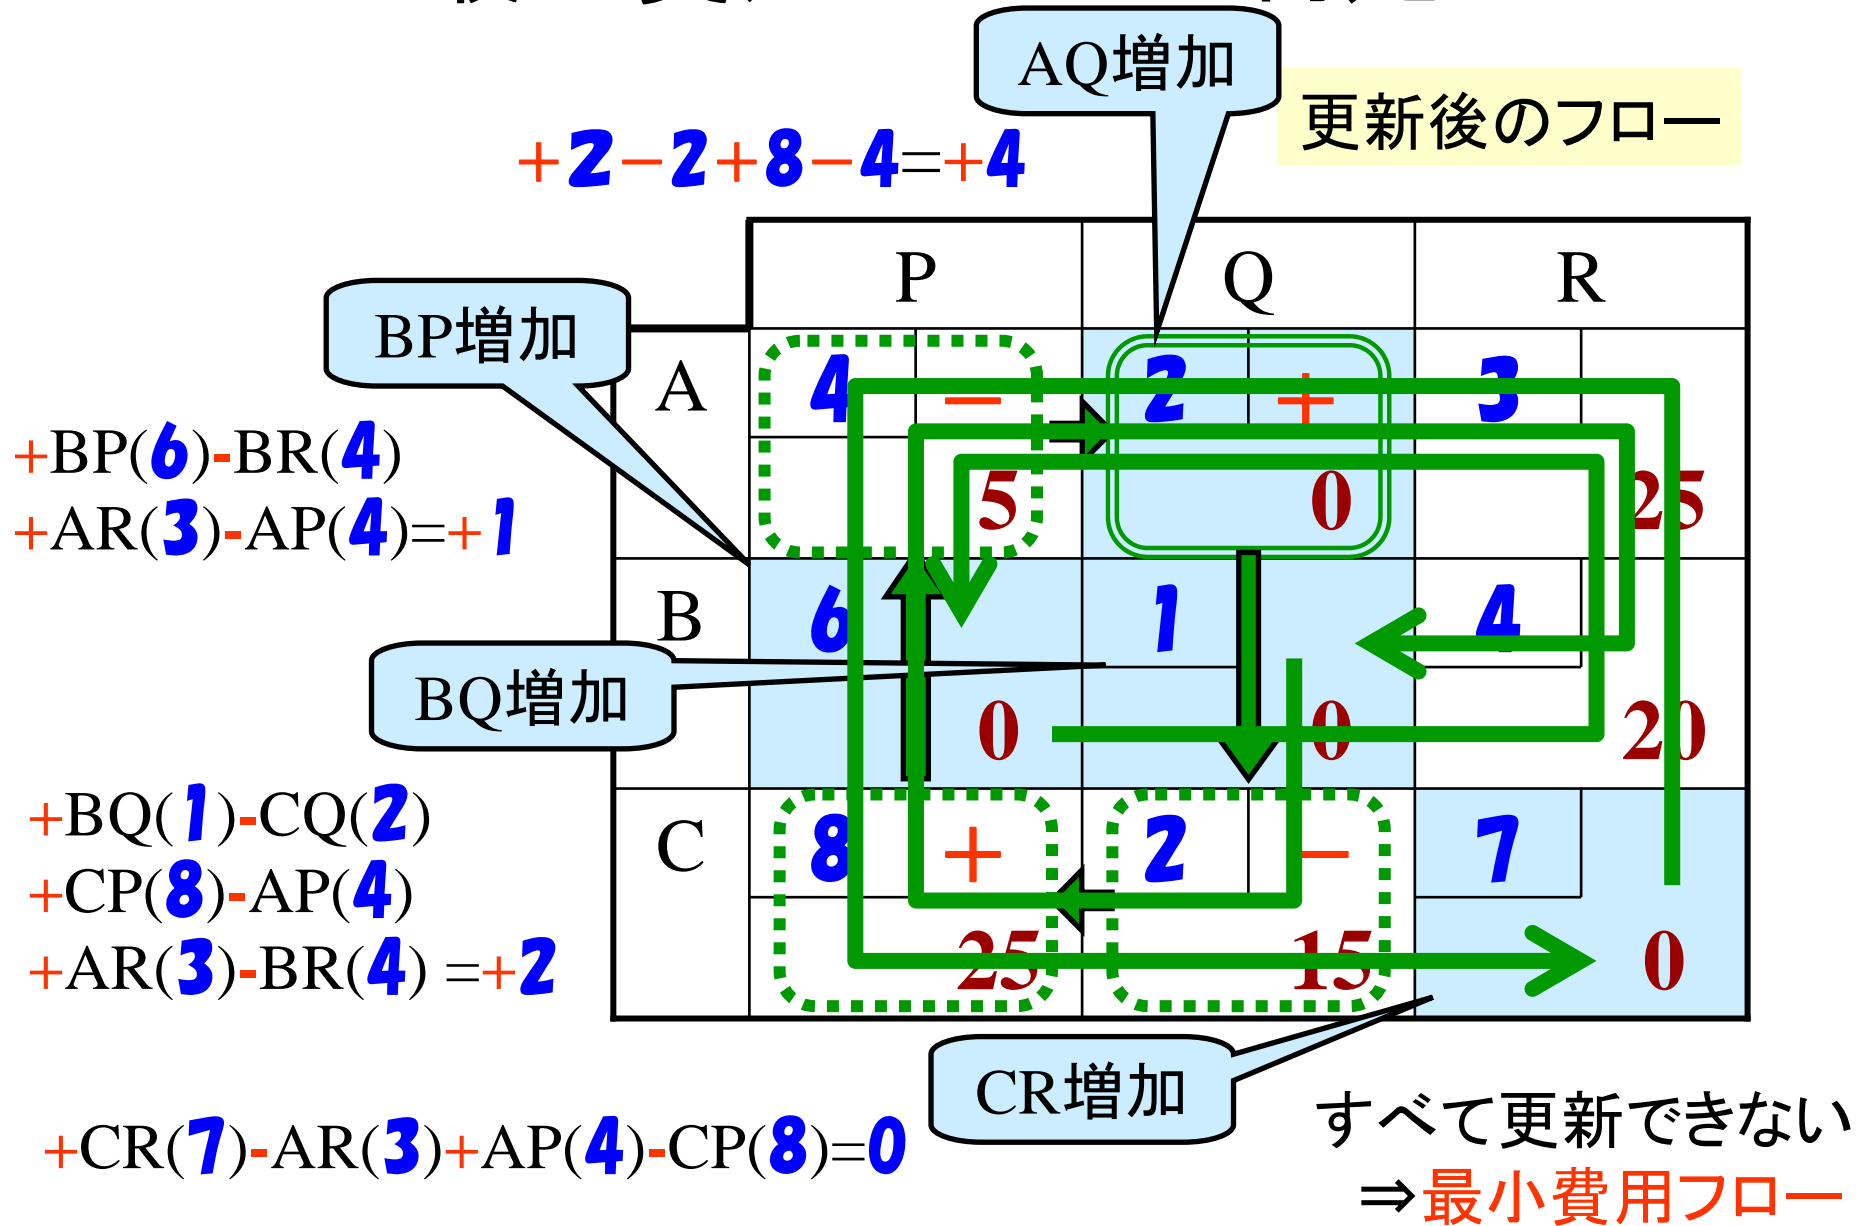 AQ増加
更新後のフロー
+2−2+8−4=+4
P Q R
BP増加
A 4 − 2 + 3
5 0 25
+BP(6)-BR(4)
+AR(3)-AP(4)=+1
B 6 1 4
BQ増加
0 0 20
+BQ(1)-CQ(2)
+CP(8)-AP(4)
+AR(3)-BR(4) =+2
C 8 + 2 − 7
25 15 0
CR増加
+CR(7)-AR(3)+AP(4)-CP(8)=0
すべて更新できない
⇒最小費用フロー